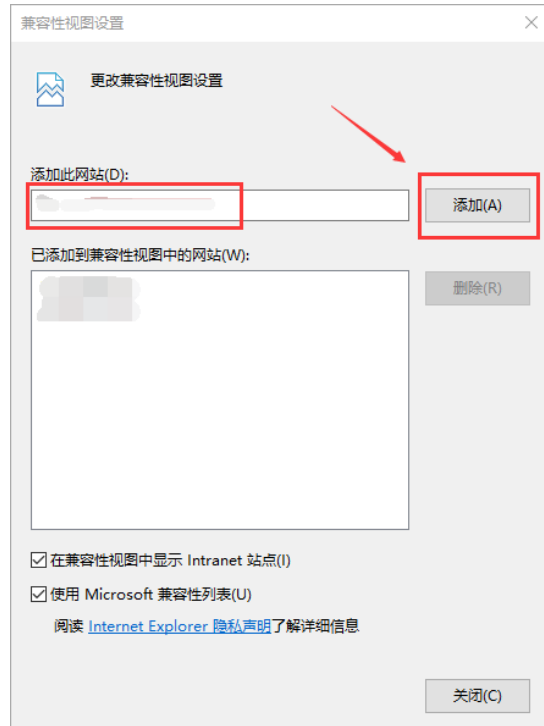 兼容性视图设置
更改兼容性视图设置
添加此网站(D):
添加(A)
已添加到兼容性视图中的网站(W):
删除(R)
在兼容性视图中显示 Intranet 站点(I)
使用 Microsoft 兼容性列表(U)
阅读 Internet Explorer 隐私声明了解详细信息
关闭(C)